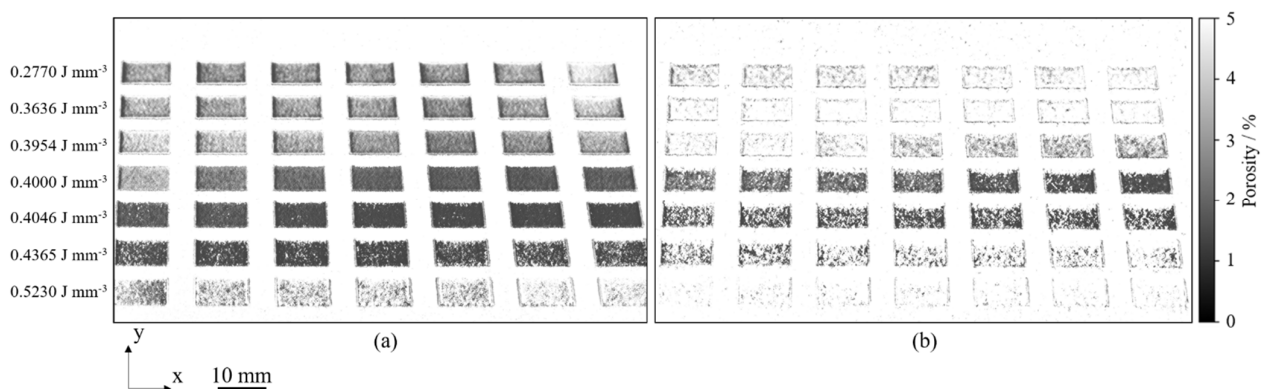 0.2770 J mm-3
0.3636 J mm-3
0.3954 J mm-3
0.4000 J mm-3
0.4046 J mm-3
0.4365 J mm-3
0.5230 J mm-3
5
4
3
2
1
0
Porosity / %
(a)
(b)
y
x
10 mm